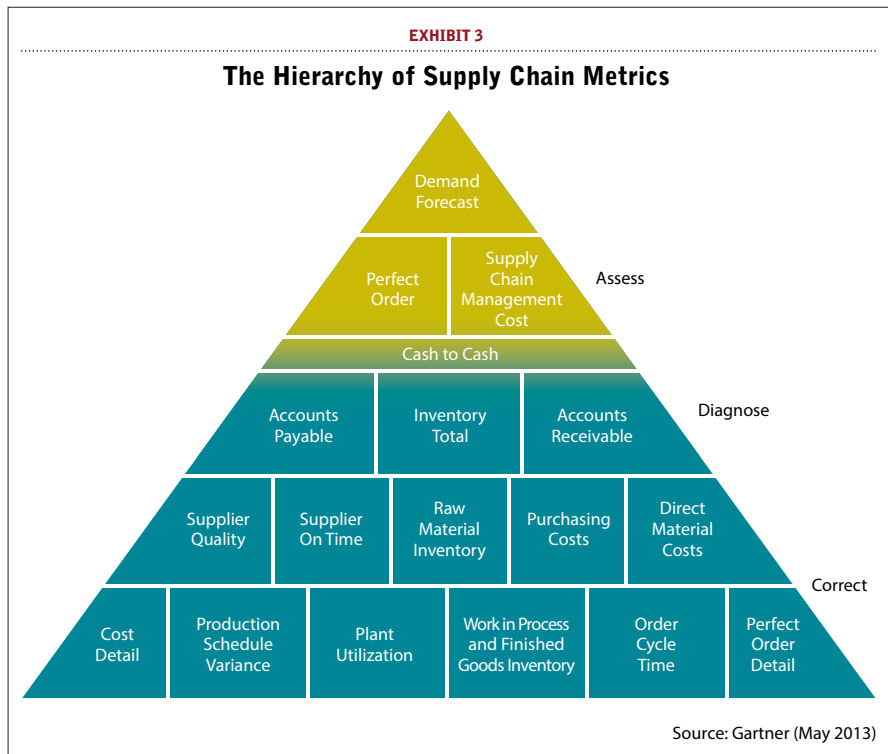 EXHIBIT 3
The Hierarchy of Supply Chain Metrics
Demand
Forecast
Perfect
Order
Supply
Chain
Management
Cost
Assess
Cash to Cash
Accounts
Payable
Inventory
Total
Accounts
Receivable
Diagnose
Supplier
Quality
Supplier
On Time
Raw
Material
Inventory
Purchasing
Costs
Direct
Material
Costs
Correct
Cost
Detail
Production
Schedule
Variance
Plant
Utilization
Work in Process
and Finished
Goods Inventory
Order
Cycle
Time
Perfect
Order
Detail
Source: Gartner (May 2013)